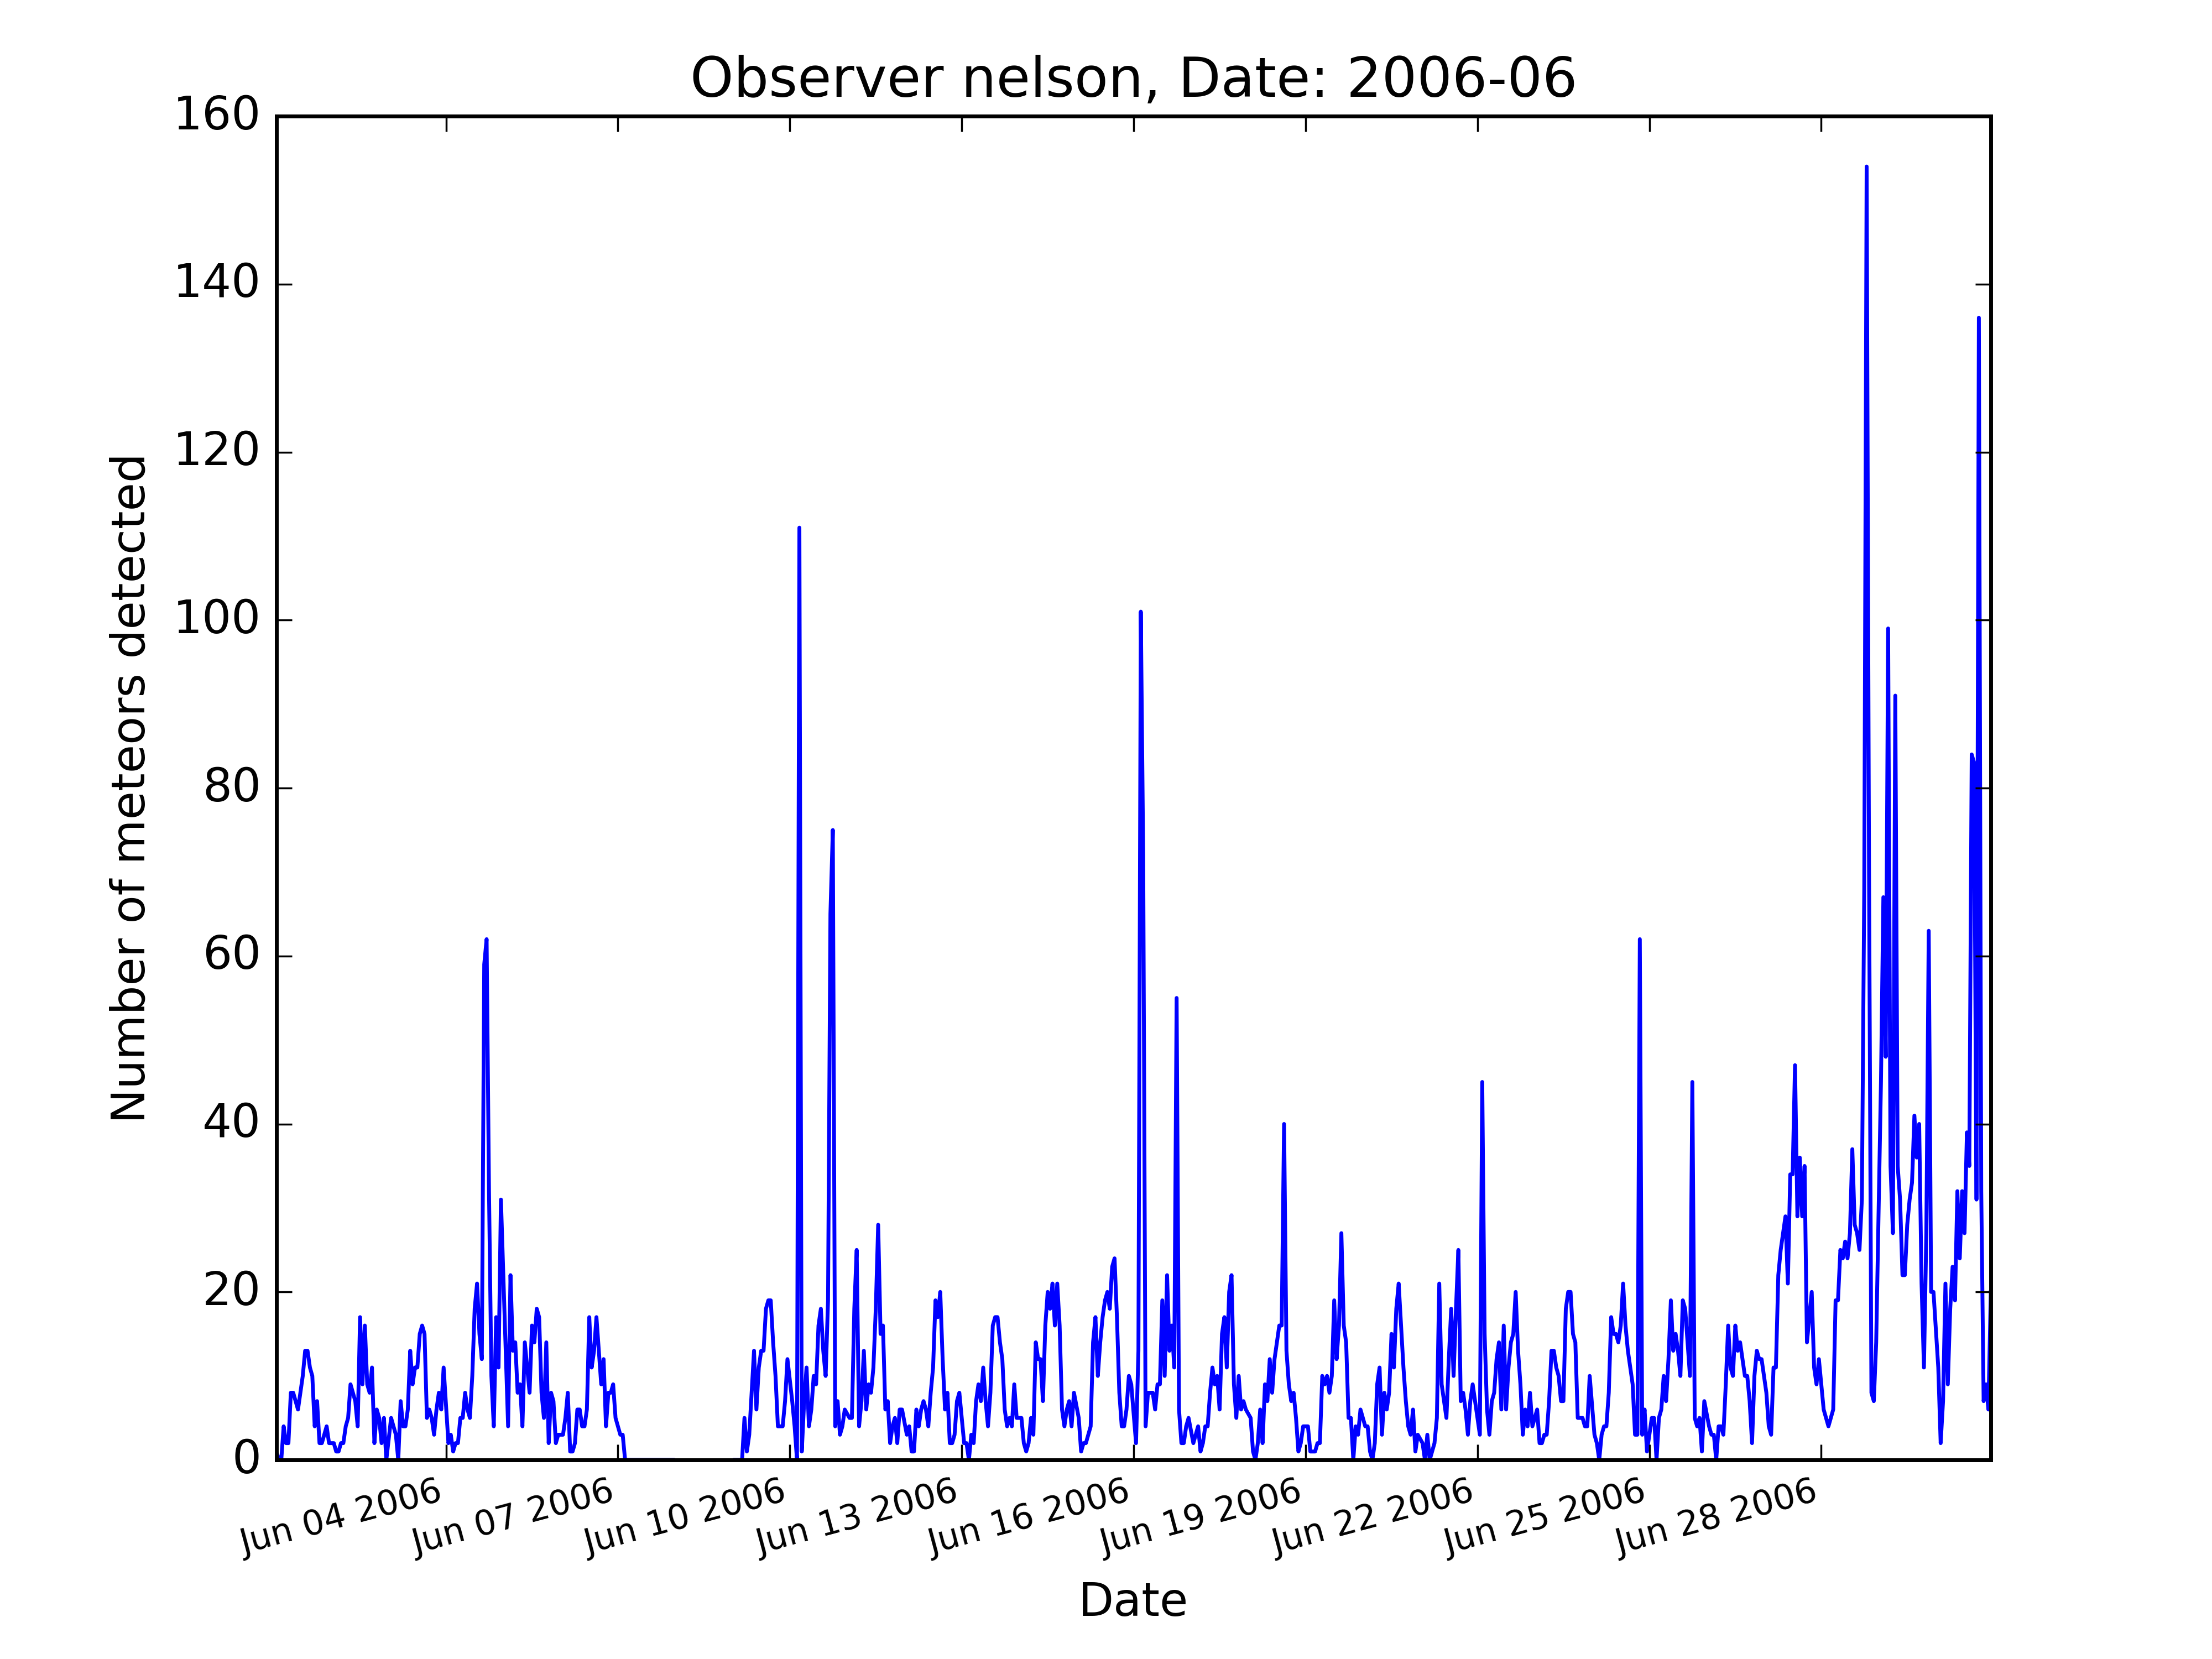 Observer nelson, Date: 2006-06
160
140
120
100
80
60
40
20
0
Number of meteors detected
Jun 04 2006
Jun 07 2006
Jun 10 2006
Jun 13 2006
Jun 16 2006
Jun 19 2006
Jun 22 2006
Jun 25 2006
Jun 28 2006
Date